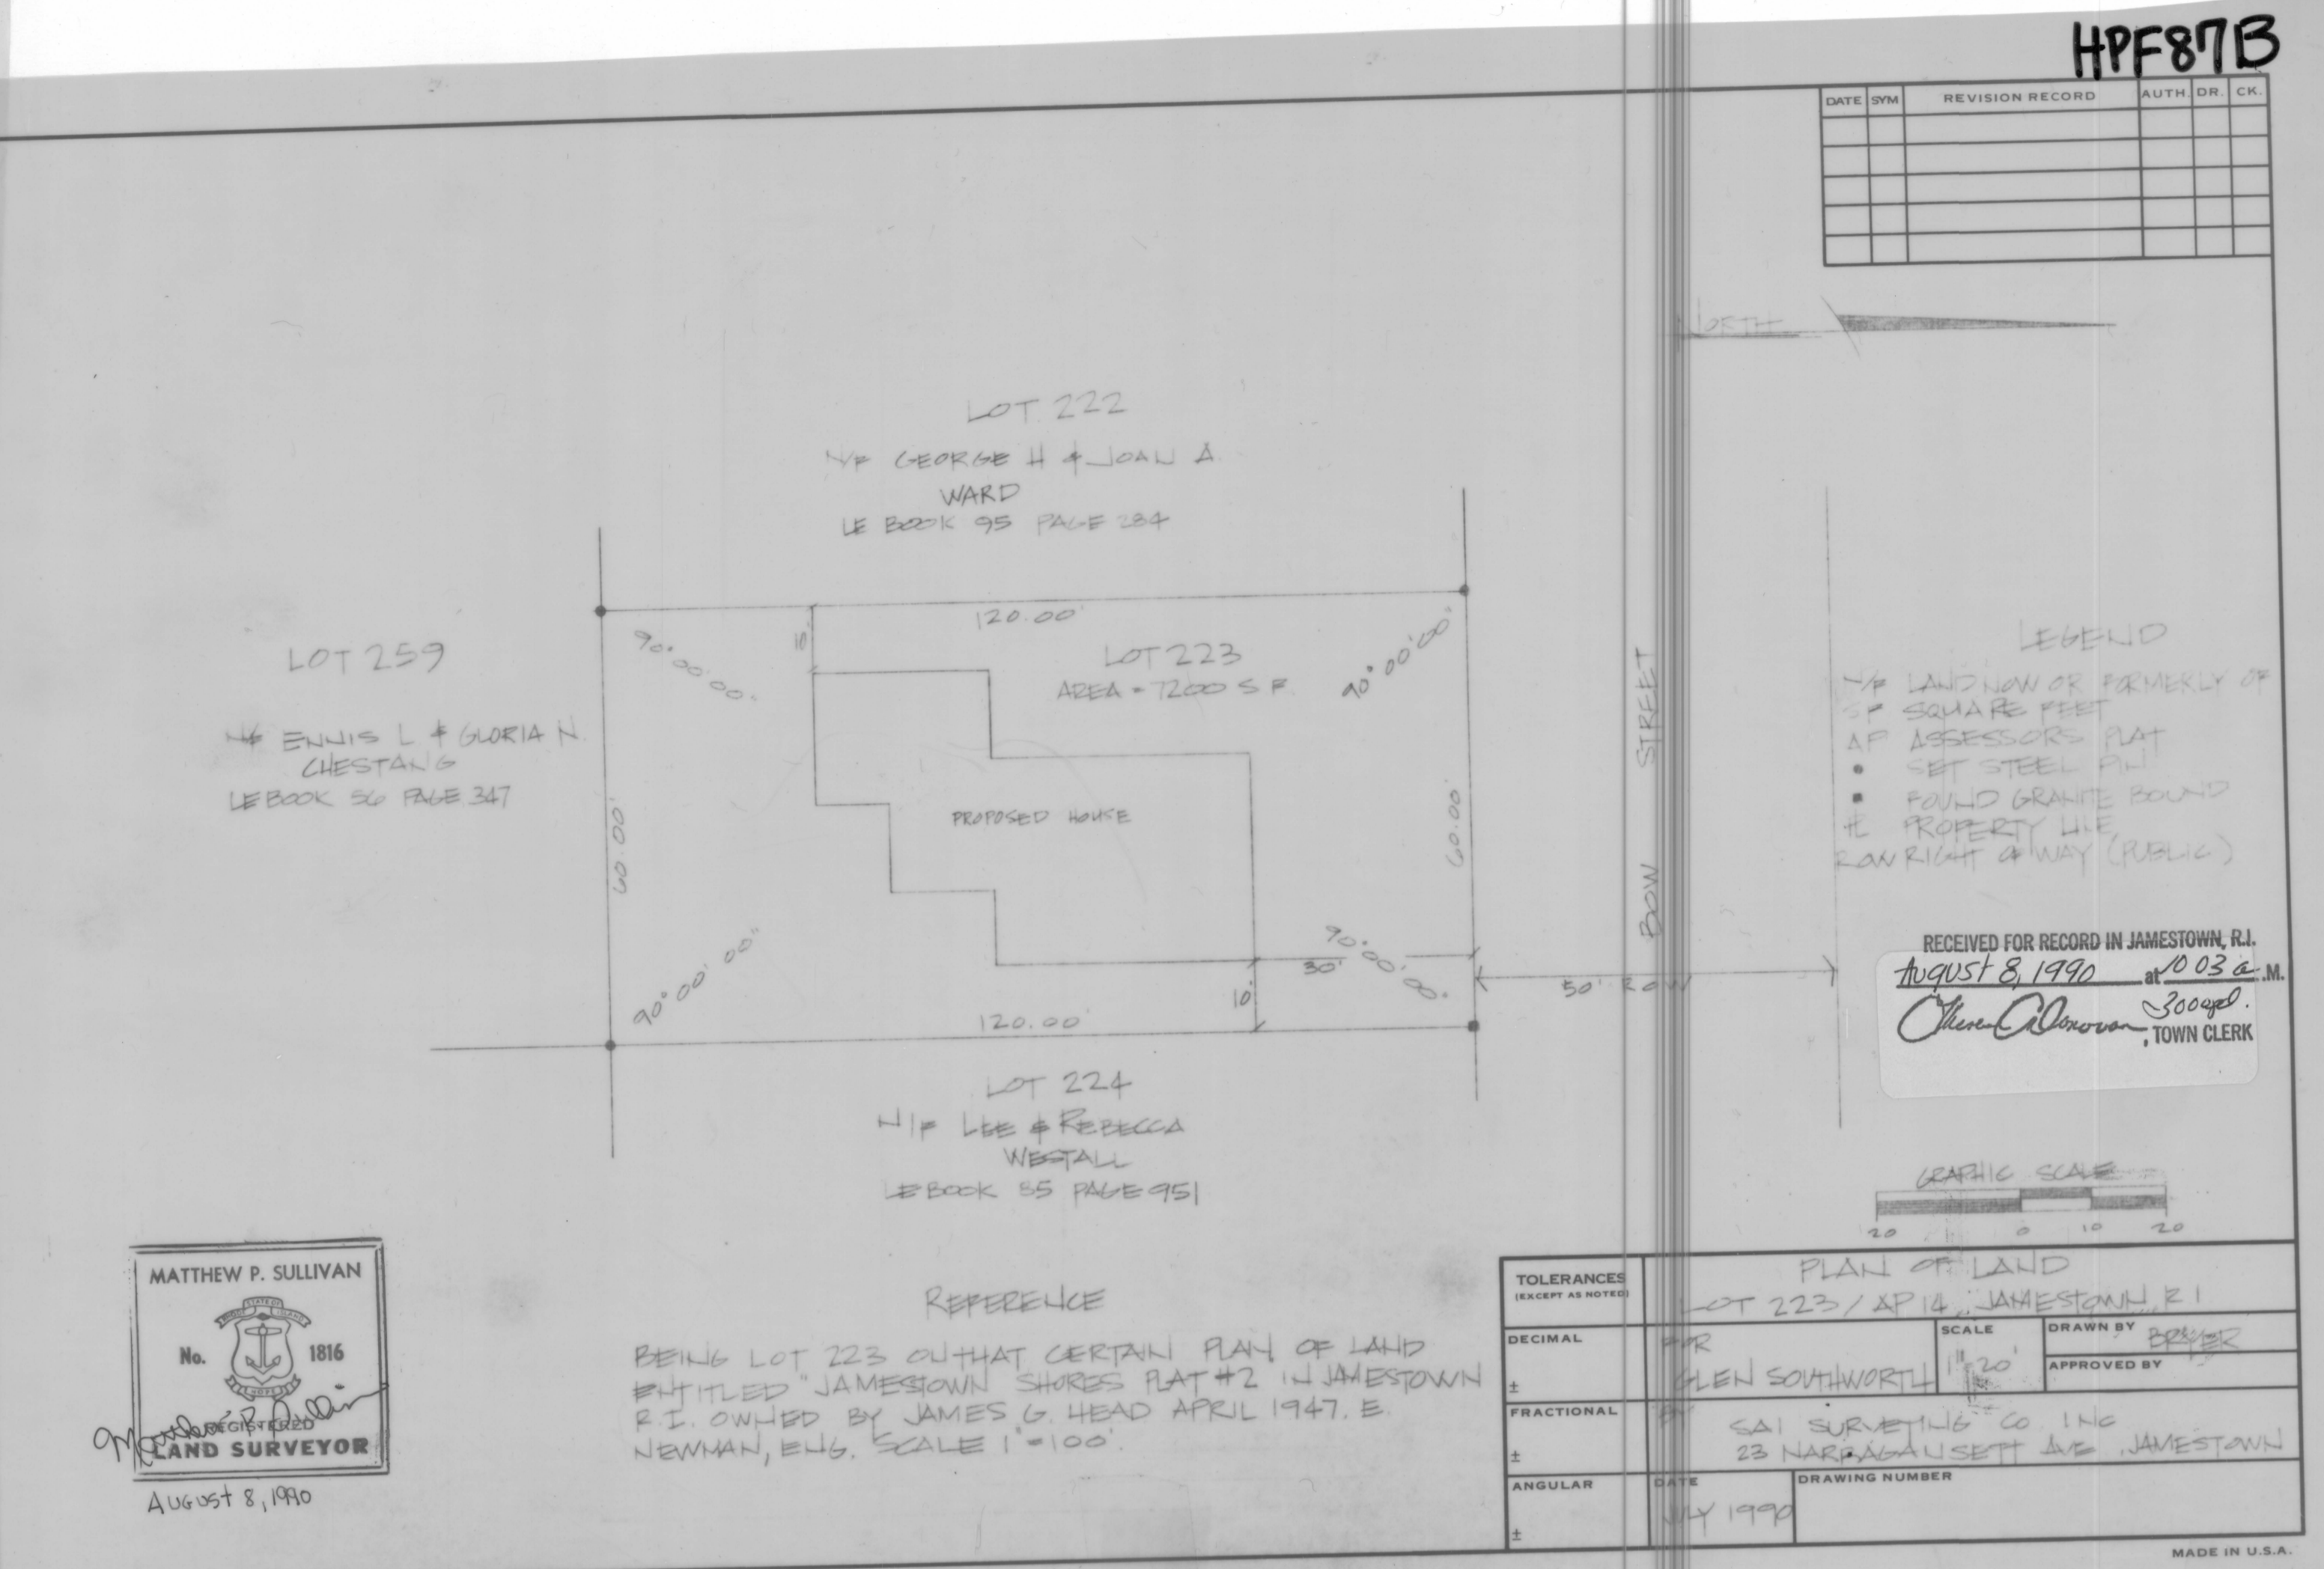 HPF87B
DATE SYM REVISION RECORD AUTH. DR. CK.
NORTH
LOT 222
N/F GEORGE H & JOAN A.
WARD
LE BOOK 95 PAGE 284
120.00'
10'
LOT 223
AREA = 7200 S F
90°00'00"
90°00'00"
LOT 259
N/F ENNIS L & GLORIA N.
CHESTANG
LE BOOK 56 PAGE 347
60.00'
PROPOSED HOUSE
60.00'
BOW STREET
LEGEND
N/F LAND NOW OR FORMERLY OF
SF SQUARE FEET
AP ASSESSORS PLAT
● SET STEEL PIN
■ FOUND GRANITE BOUND
PROPERTY LINE
ROW RIGHT OF WAY (PUBLIC)
90°00'00"
90°00'00"
30'
10'
50' ROW
120.00'
RECEIVED FOR RECORD IN JAMESTOWN, R.I.
August 8, 1990 at 10 03 a .M.
, TOWN CLERK
LOT 224
N/F LEE & REBECCA
WESTALL
LE BOOK 85 PAGE 951
GRAPHIC SCALE
20 0 10 20
MATTHEW P. SULLIVAN
STATE OF
RHODE ISLAND
No. 1816
HOPE
REGISTERED
LAND SURVEYOR
AUGUST 8, 1990
REFERENCE
BEING LOT 223 ON THAT CERTAIN PLAN OF LAND
ENTITLED "JAMESTOWN SHORES PLAT #2 IN JAMESTOWN
R.I. OWNED BY JAMES G. HEAD APRIL 1947. E.
NEWMAN, ENG. SCALE 1"=100'.
TOLERANCES
(EXCEPT AS NOTED)
DECIMAL
±
FRACTIONAL
±
ANGULAR
±
PLAN OF LAND
LOT 223 / AP 14 JAMESTOWN, R I
FOR
GLEN SOUTHWORTH
SCALE
1"=20'
DRAWN BY BRYER
APPROVED BY
BY
SAI SURVEYING CO INC
23 NARRAGANSETT AVE JAMESTOWN
DATE
JULY 1990
DRAWING NUMBER
MADE IN U.S.A.